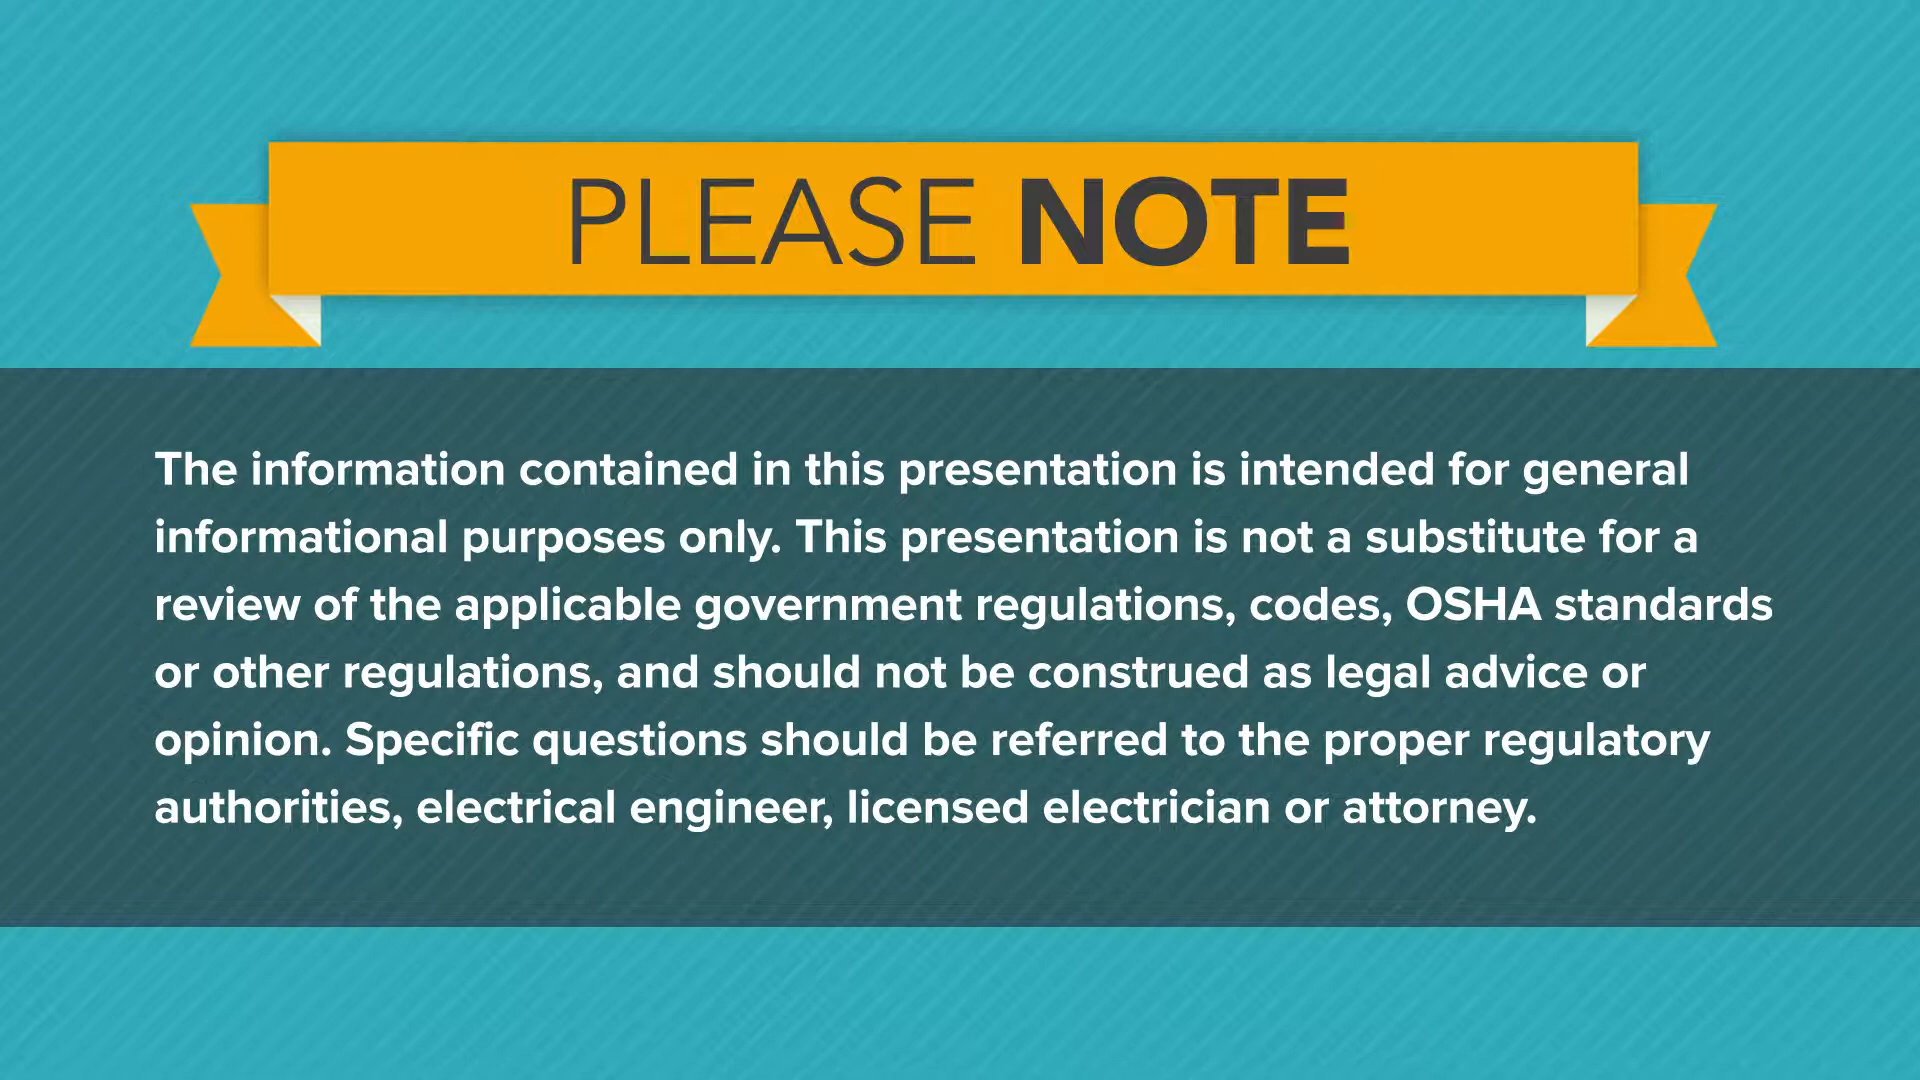 PLEASE NOTE
The information contained in this presentation is intended for general
informational purposes only. This presentation is not a substitute for a
review of the applicable government regulations, codes, OSHA standards
or other regulations, and should not be construed as legal advice or
opinion. Specific questions should be referred to the proper regulatory
authorities, electrical engineer, licensed electrician or attorney.